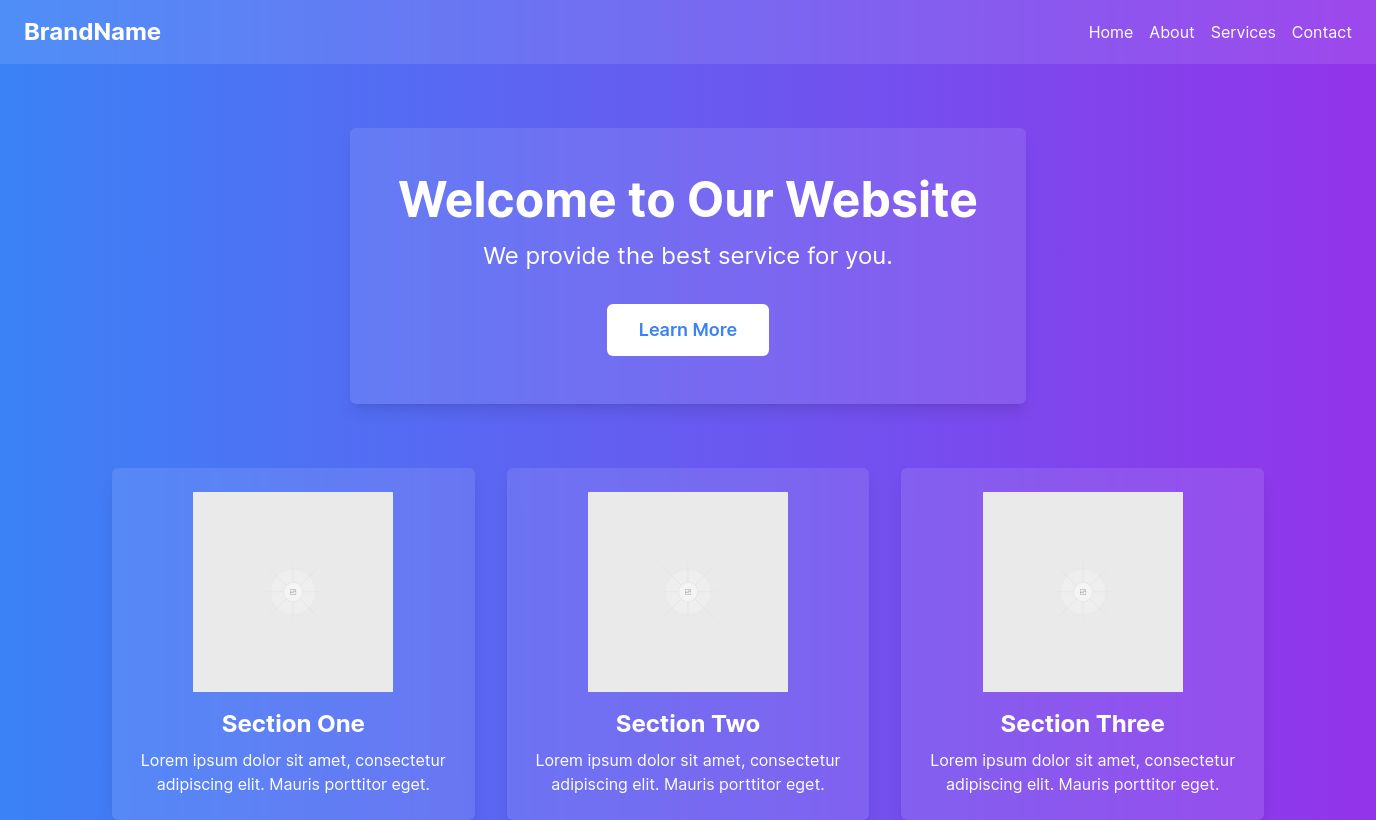 BrandName
Home About Services Contact
Welcome to Our Website
We provide the best service for you.
Learn More
Section One
Lorem ipsum dolor sit amet, consectetur
adipiscing elit. Mauris porttitor eget.
Section Two
Lorem ipsum dolor sit amet, consectetur
adipiscing elit. Mauris porttitor eget.
Section Three
Lorem ipsum dolor sit amet, consectetur
adipiscing elit. Mauris porttitor eget.